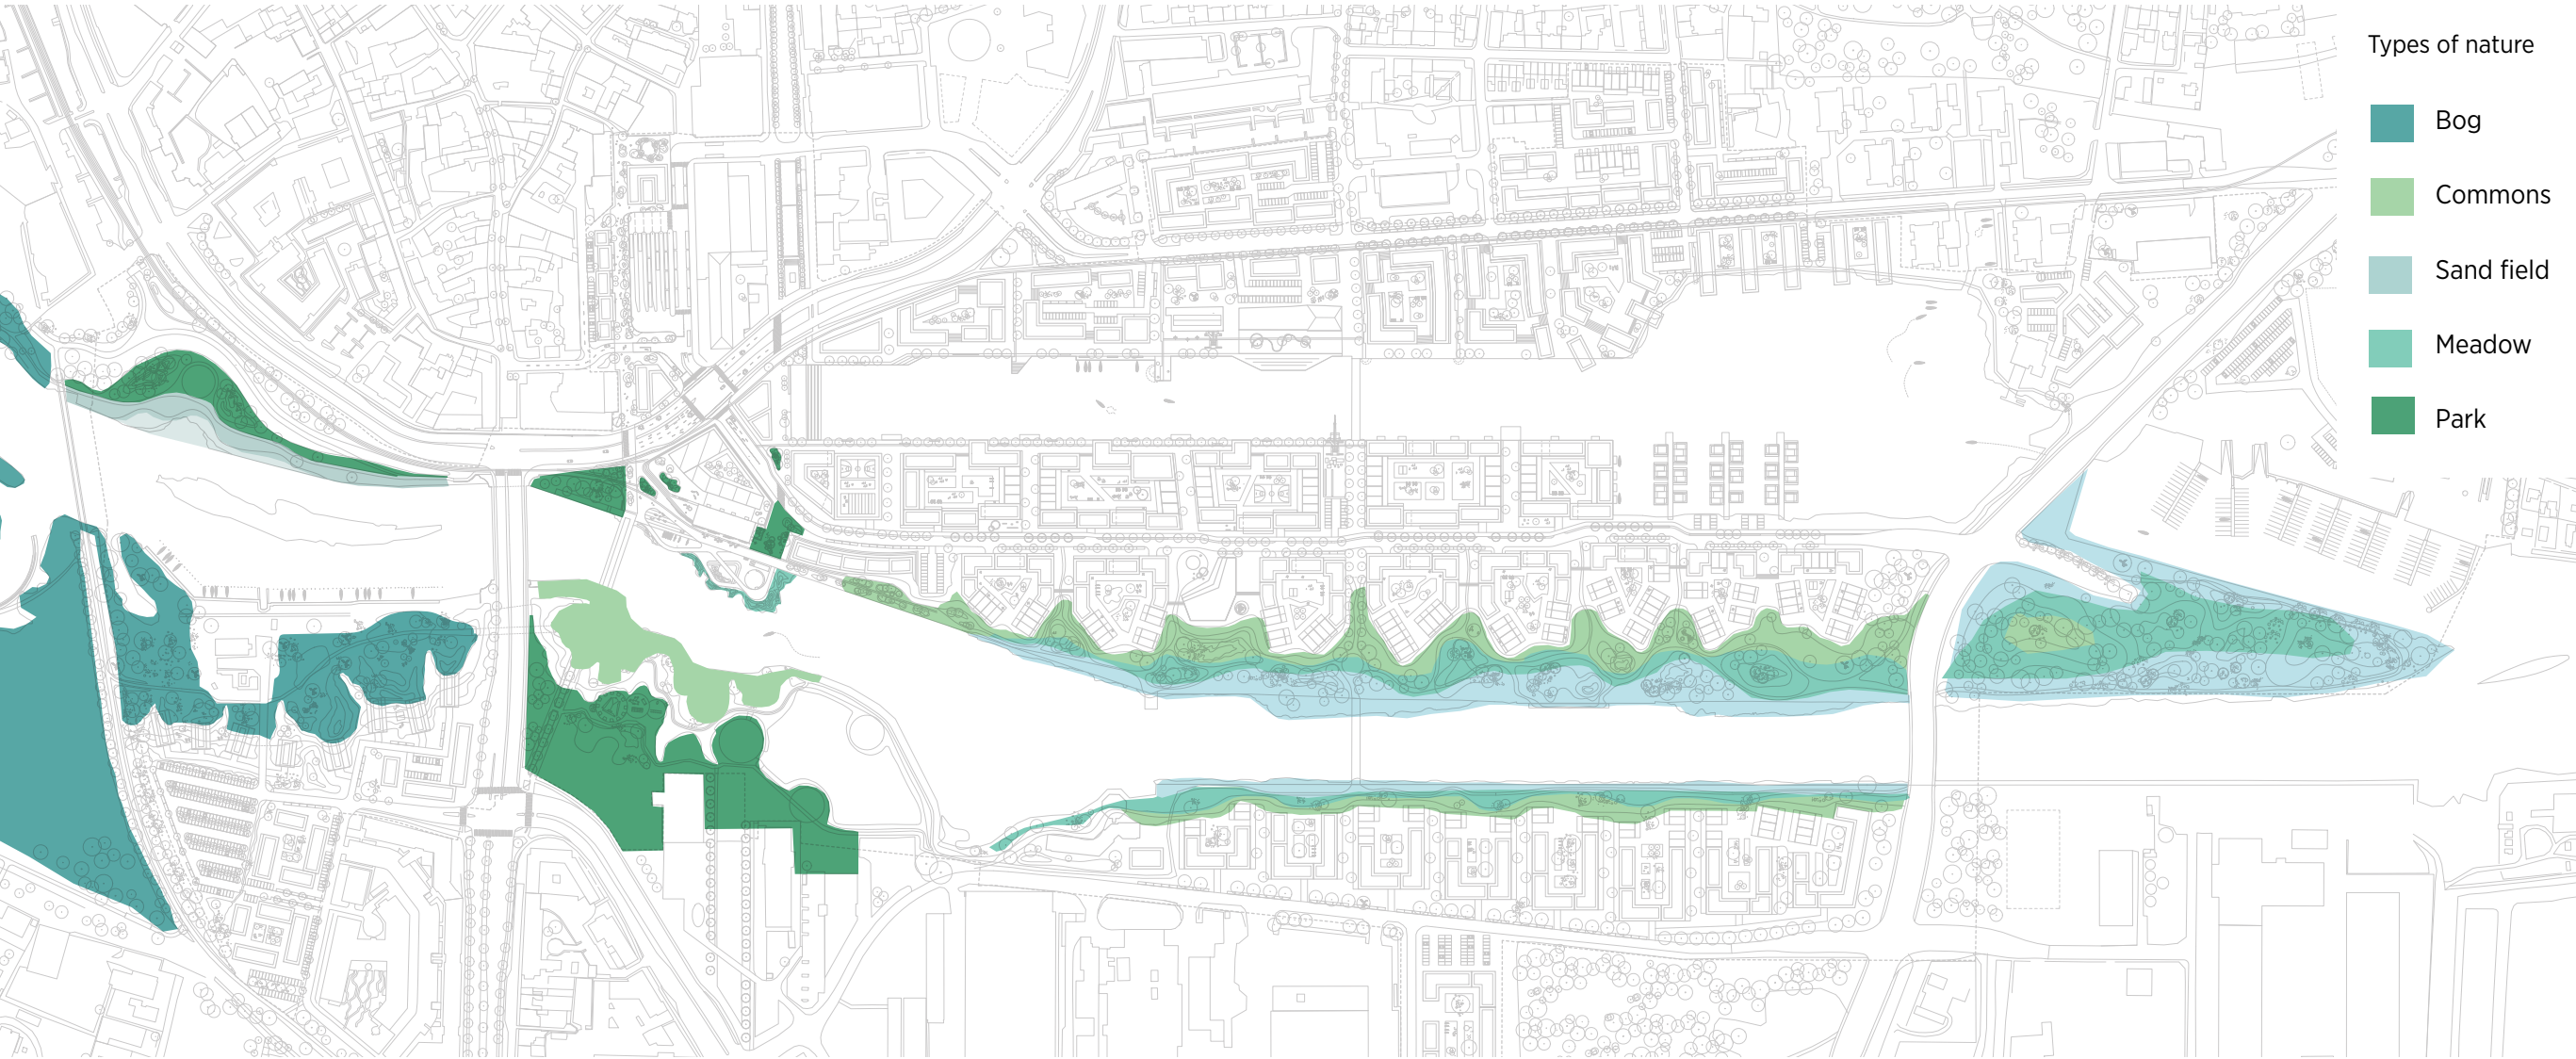 Types of nature
Bog
Commons
Sand field
Meadow
Park